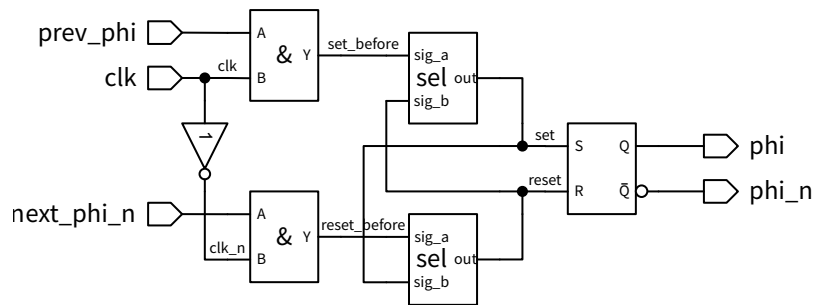 prev_phi
A
& Y
set_before
clk
clk
B
sig_a
sel out
sig_b
1
set
S Q
phi
reset
R Q̅
phi_n
next_phi_n
A
& Y
reset_before
clk_n
B
sig_a
sel out
sig_b